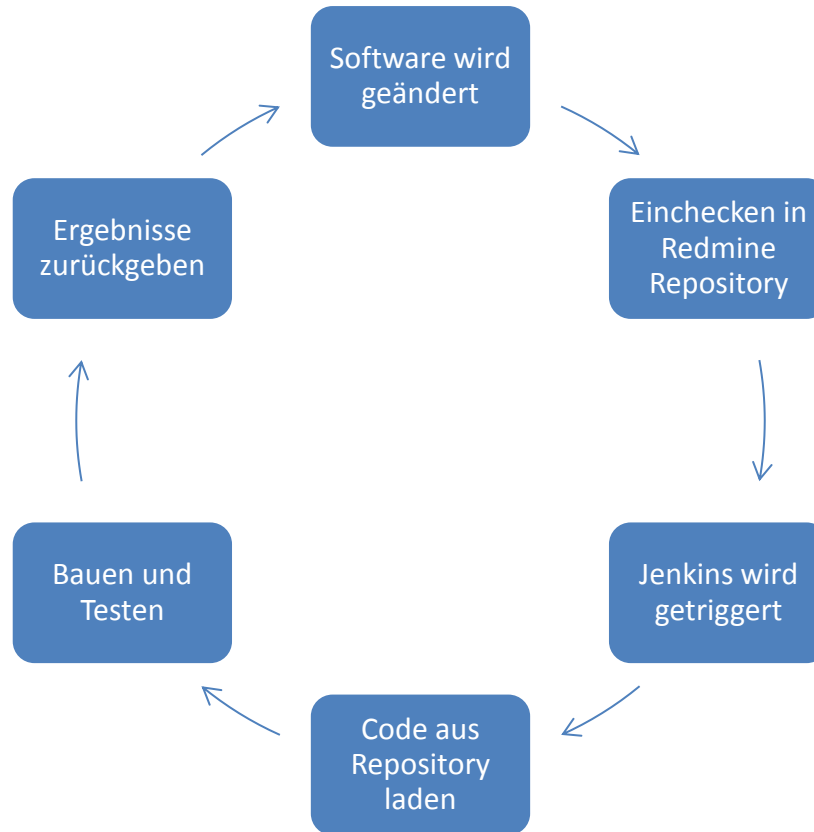 Software wird
geändert
Einchecken in
Redmine
Repository
Jenkins wird
getriggert
Code aus
Repository
laden
Bauen und
Testen
Ergebnisse
zurückgeben